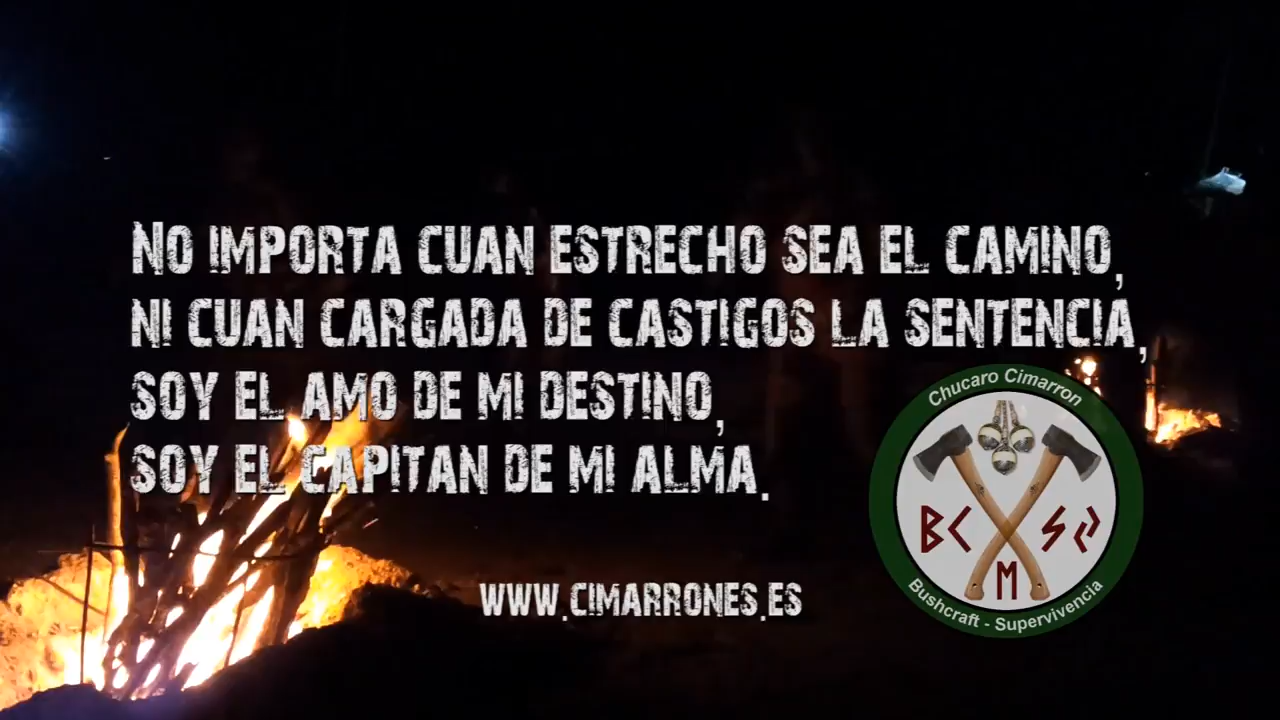 No importa cuan estrecho sea el camino,
ni cuan cargada de castigos la sentencia,
soy el amo de mi destino,
soy el capitan de mi alma.
www.cimarrones.es
Chucaro Cimarron
BC
M
Bushcraft - Supervivencia